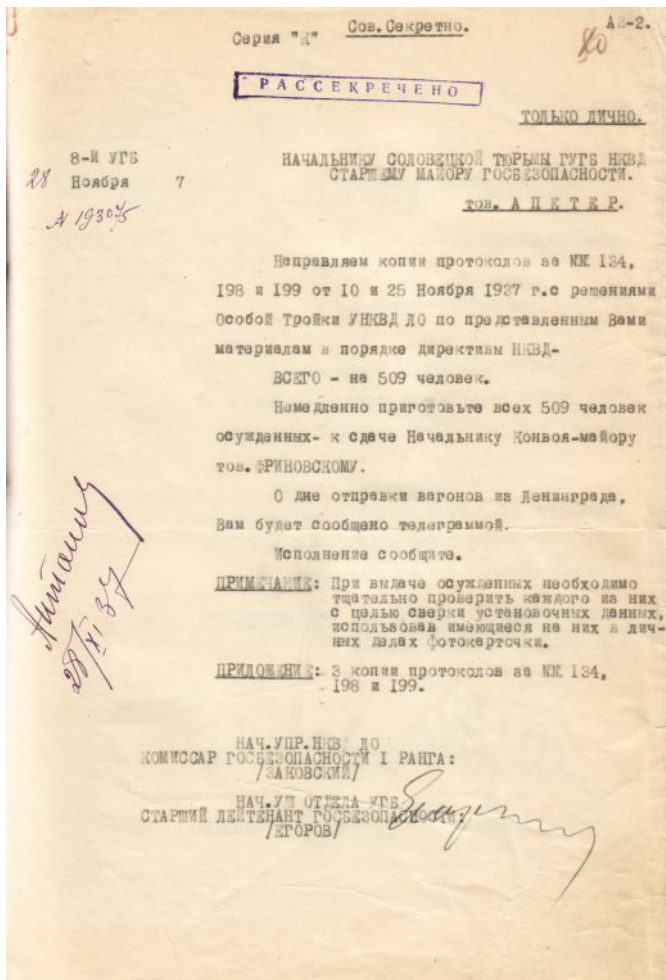 Сов.Секретно.
Серия "К"
Ан-2.
80
РАССЕКРЕЧЕНО
ТОЛЬКО ЛИЧНО.
8-Й УГБ
28 Ноября 7
№ 193075
НАЧАЛЬНИКУ СОЛОВЕЦКОЙ ТЮРЬМЫ ГУГБ НКВД
СТАРШЕМУ МАЙОРУ ГОСБЕЗОПАСНОСТИ.
тов. АПЕТЕР.
Направляем копии протоколов за №№ 134,
198 и 199 от 10 и 25 Ноября 1937 г.с решениями
Особой Тройки УНКВД ЛО по представленным Вами
материалам в порядке директивы НКВД-
ВСЕГО - на 509 человек.
Немедленно приготовьте всех 509 человек
осужденных- к сдаче Начальнику Конвоя-майору
тов. ФРИНОВСКОМУ.
О дне отправки вагонов из Ленинграда,
Вам будет сообщено телеграммой.
Исполнение сообщите.
ПРИМЕЧАНИЕ: При выдаче осужденных необходимо
тщательно проверить каждого из них
с целью сверки установочных данных,
использовав имеющиеся на них в лич-
ных делах фотокарточки.
ПРИЛОЖЕНИЕ: 3 копии протоколов за №№ 134,
198 и 199.
28/XI 37
НАЧ.УПР.НКВД ЛО
КОМИССАР ГОСБЕЗОПАСНОСТИ I РАНГА:
/ЗАКОВСКИЙ/
НАЧ.УШ ОТДЕЛА УГБ
СТАРШИЙ ЛЕЙТЕНАНТ ГОСБЕЗОПАСНОСТИ:
/ЕГОРОВ/